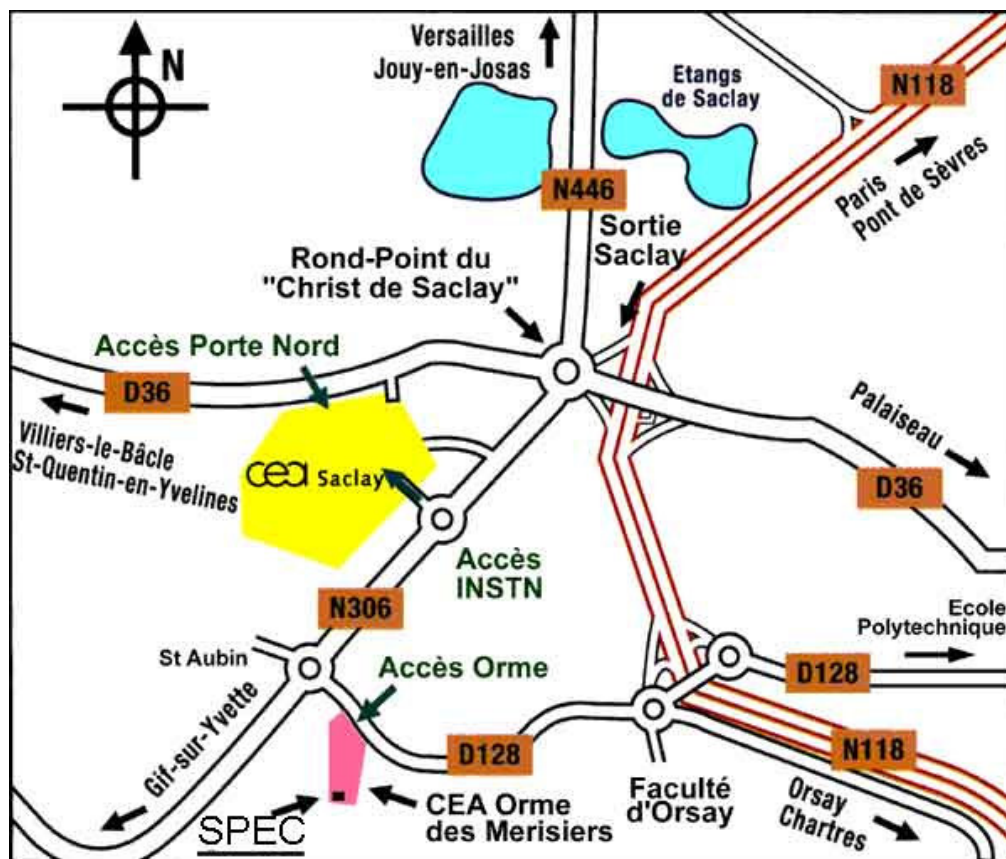 N
Versailles
Jouy-en-Josas
Etangs
de Saclay
N118
Paris
Pont de Sèvres
N446
Sortie
Saclay
Rond-Point du
"Christ de Saclay"
Accès Porte Nord
D36
Villiers-le-Bâcle
St-Quentin-en-Yvelines
cea Saclay
Palaiseau
D36
Accès
INSTN
N306
Ecole
Polytechnique
St Aubin
Accès Orme
D128
Gif-sur-Yvette
D128
N118
SPEC
CEA Orme
des Merisiers
Faculté
d'Orsay
Orsay
Chartres